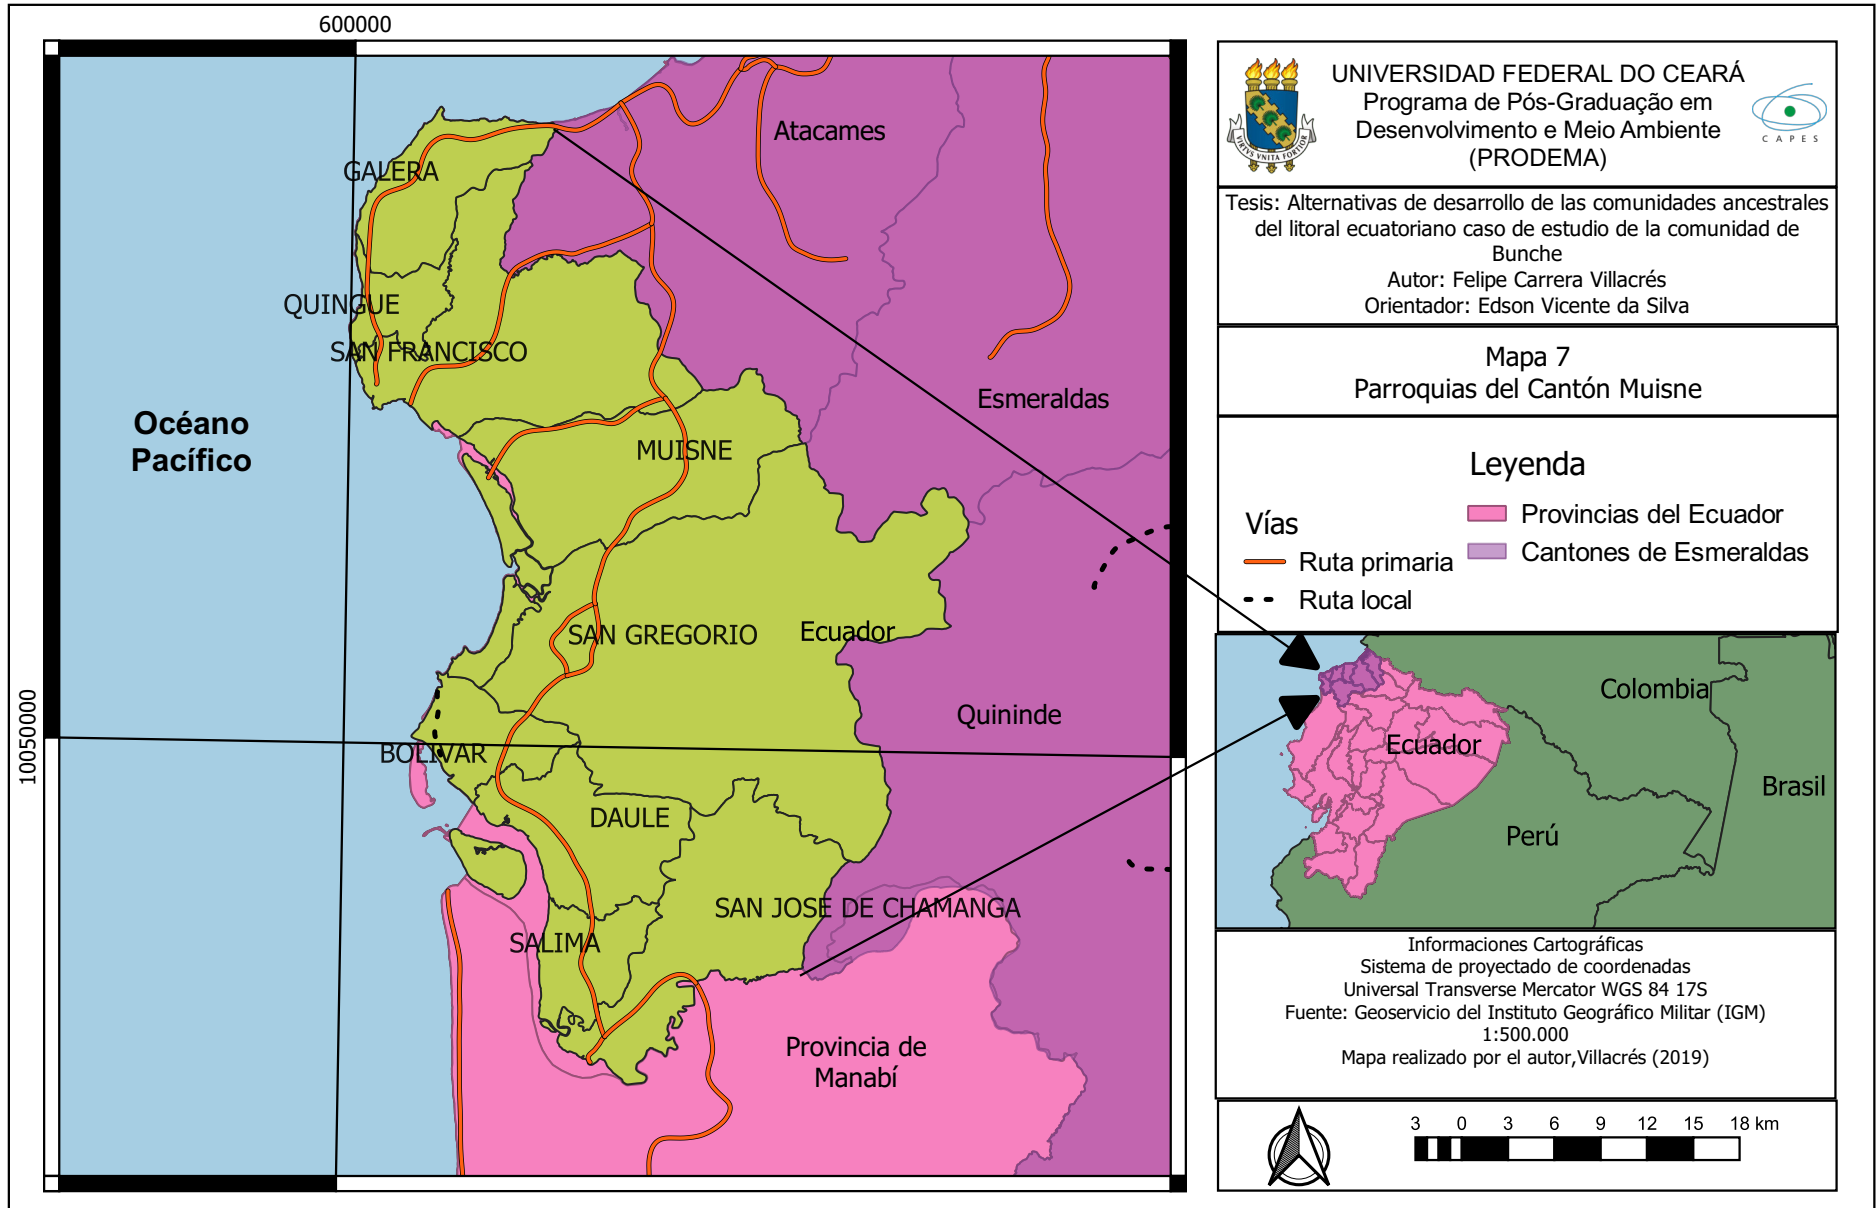 600000
10050000
GALERA
QUINGUE
SAN FRANCISCO
Atacames
Esmeraldas
Océano
Pacífico
MUISNE
SAN GREGORIO
Ecuador
Quininde
BOLIVAR
DAULE
SAN JOSE DE CHAMANGA
SALIMA
Provincia de
Manabí
VIRTVS VNITA FORTIOR
UNIVERSIDAD FEDERAL DO CEARÁ
Programa de Pós-Graduação em
Desenvolvimento e Meio Ambiente
(PRODEMA)
CAPES
Tesis: Alternativas de desarrollo de las comunidades ancestrales
del litoral ecuatoriano caso de estudio de la comunidad de
Bunche
Autor: Felipe Carrera Villacrés
Orientador: Edson Vicente da Silva
Mapa 7
Parroquias del Cantón Muisne
Leyenda
Vías
Ruta primaria
Ruta local
Provincias del Ecuador
Cantones de Esmeraldas
Colombia
Ecuador
Brasil
Perú
Informaciones Cartográficas
Sistema de proyectado de coordenadas
Universal Transverse Mercator WGS 84 17S
Fuente: Geoservicio del Instituto Geográfico Militar (IGM)
1:500.000
Mapa realizado por el autor,Villacrés (2019)
3 0 3 6 9 12 15 18 km